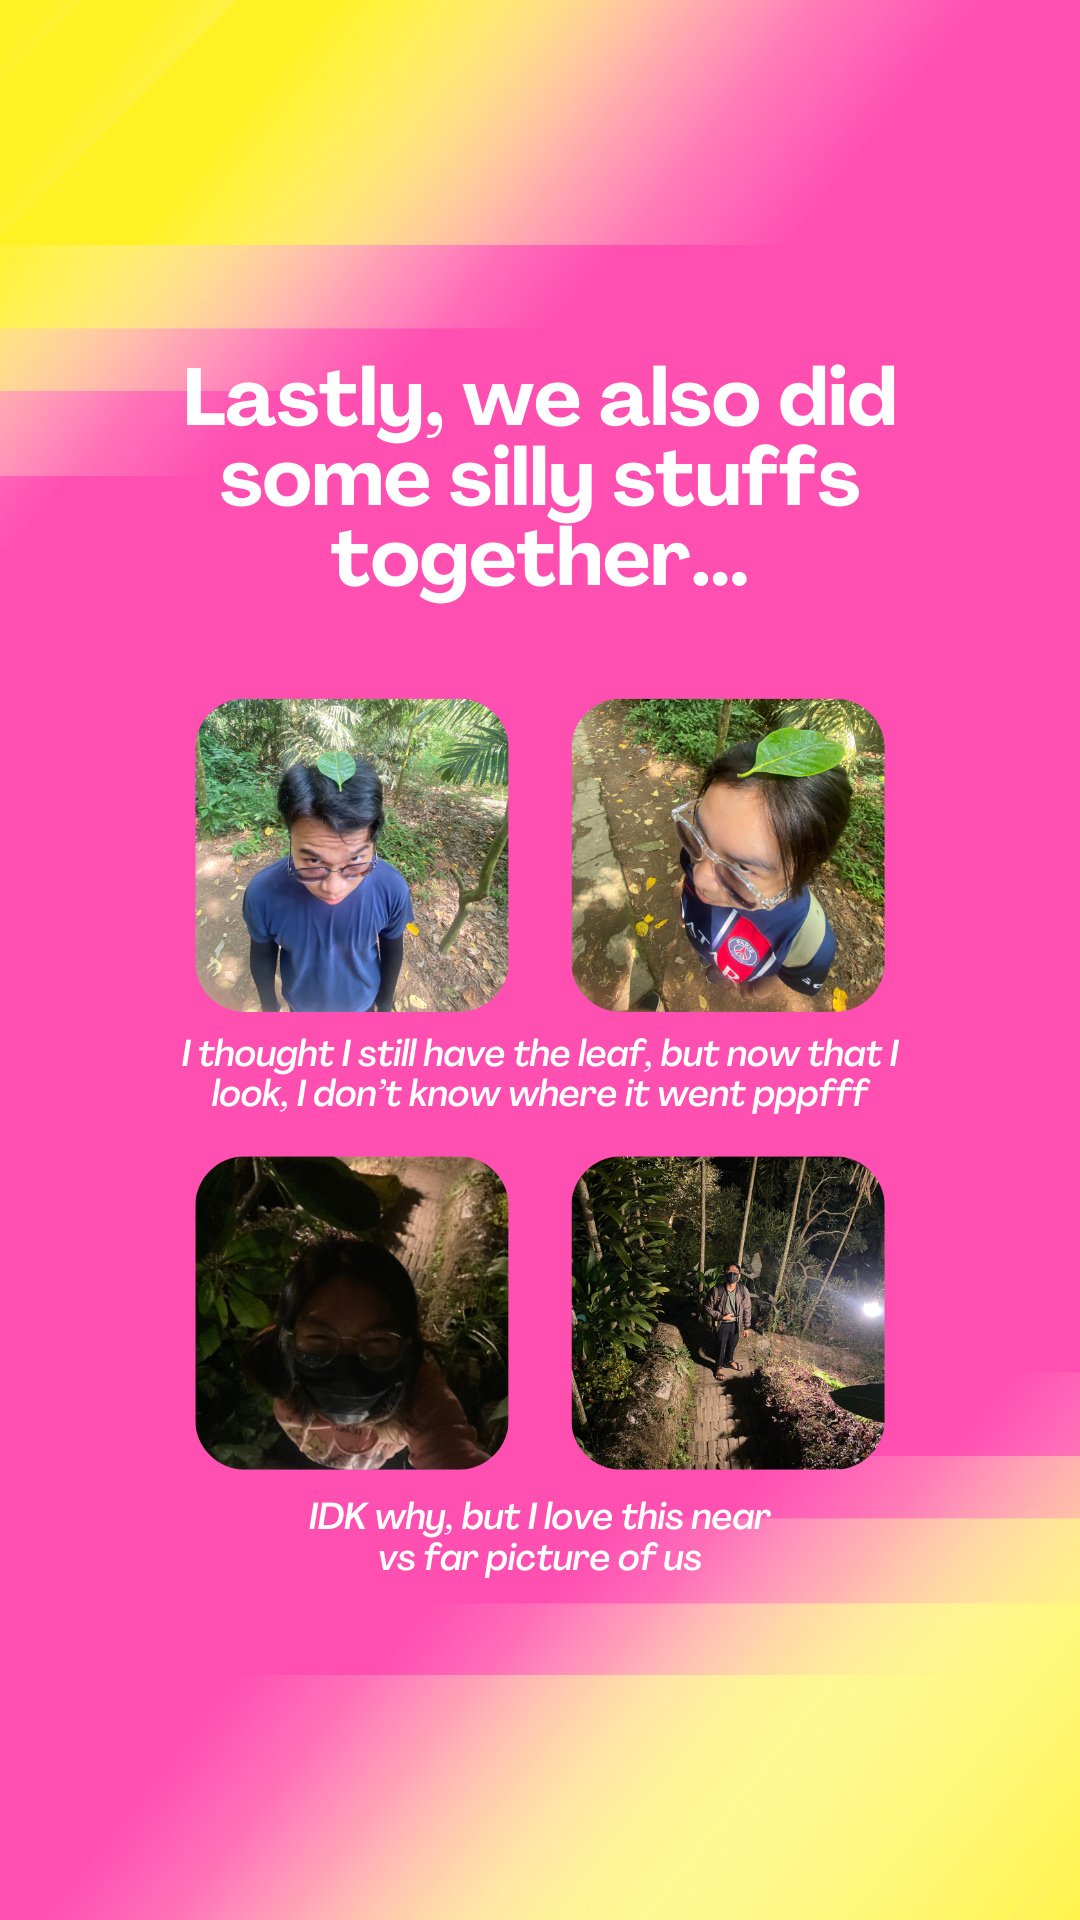 Lastly, we also did
some silly stuffs
together...
I thought I still have the leaf, but now that I
look, I don't know where it went pppfff
IDK why, but I love this near
vs far picture of us